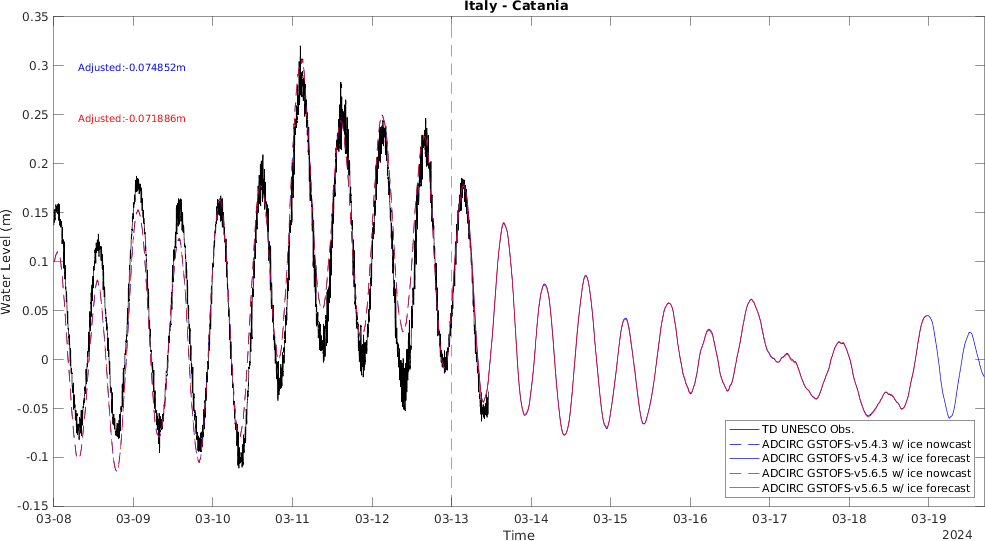 Italy - Catania
0.35
0.3
0.25
0.2
0.15
0.1
0.05
0
-0.05
-0.1
-0.15
Water Level (m)
Adjusted:-0.074852m
Adjusted:-0.071886m
TD UNESCO Obs.
ADCIRC GSTOFS-v5.4.3 w/ ice nowcast
ADCIRC GSTOFS-v5.4.3 w/ ice forecast
ADCIRC GSTOFS-v5.6.5 w/ ice nowcast
ADCIRC GSTOFS-v5.6.5 w/ ice forecast
03-08 03-09 03-10 03-11 03-12 03-13 03-14 03-15 03-16 03-17 03-18 03-19
Time
2024